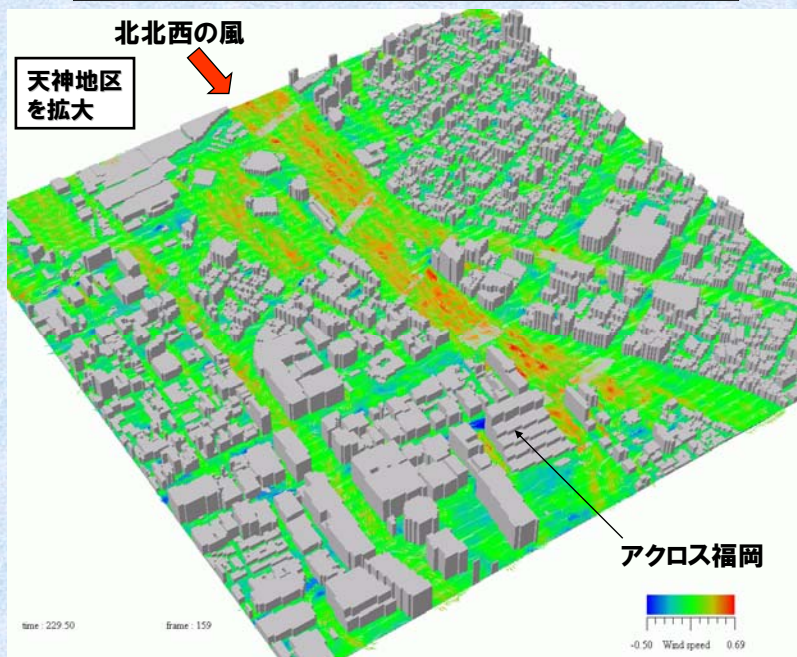 北北西の風
天神地区
を拡大
アクロス福岡
time : 229.50
frame : 159
-0.50 Wind speed 0.69